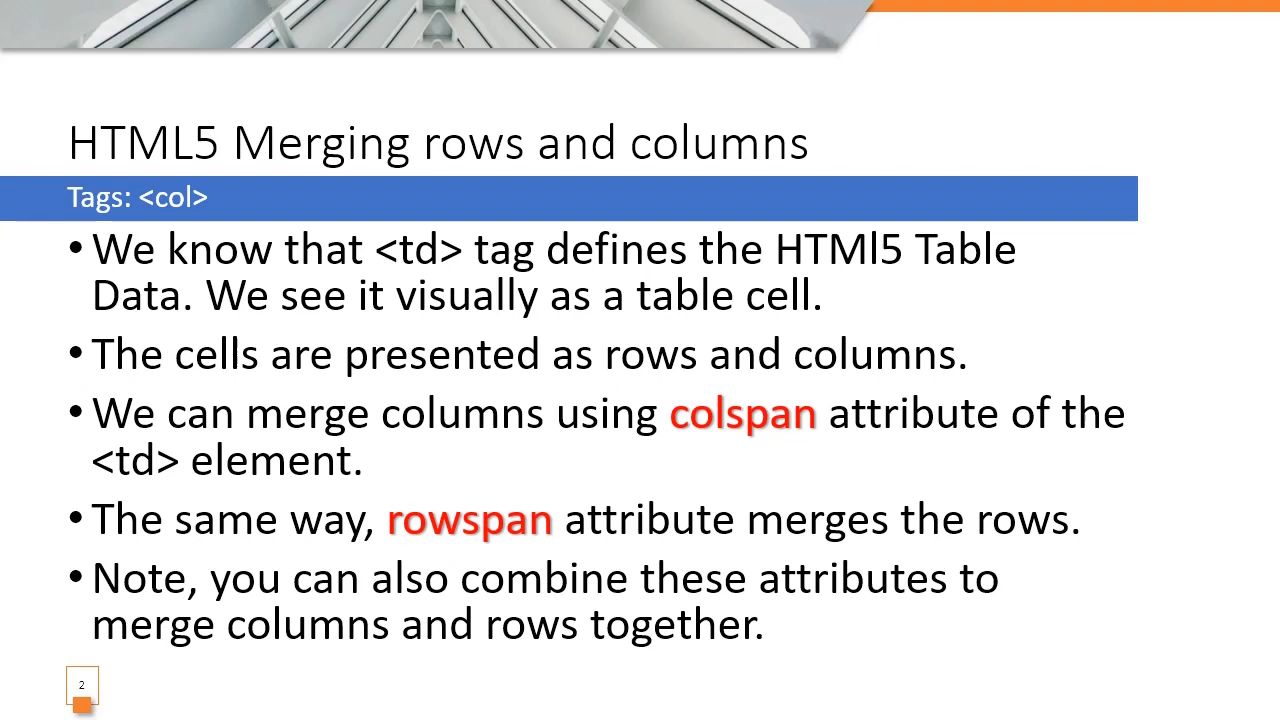 HTML5 Merging rows and columns
Tags: <col>
• We know that <td> tag defines the HTMl5 Table
Data. We see it visually as a table cell.
• The cells are presented as rows and columns.
• We can merge columns using colspan attribute of the
<td> element.
• The same way, rowspan attribute merges the rows.
• Note, you can also combine these attributes to
merge columns and rows together.
2